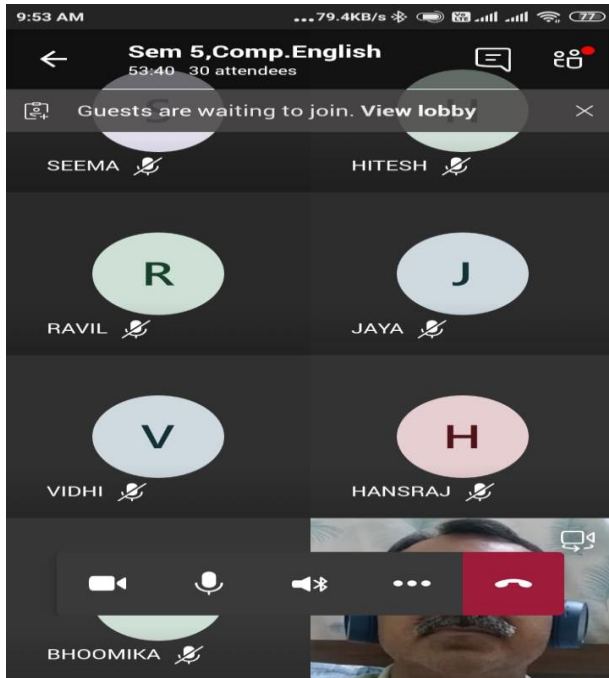 9:53 AM ...79.4KB/s 77
Sem 5,Comp.English
53:40 30 attendees
Guests are waiting to join. View lobby
S H
SEEMA HITESH
R J
RAVIL JAYA
V H
VIDHI HANSRAJ
BHOOMIKA